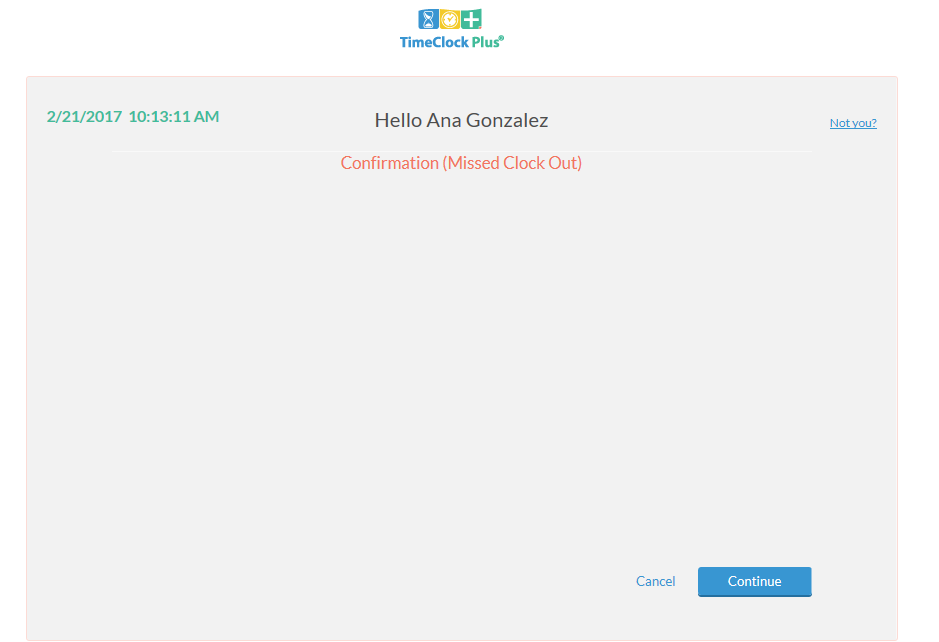 TimeClock Plus®
2/21/2017 10:13:11 AM
Hello Ana Gonzalez
Not you?
Confirmation (Missed Clock Out)
Cancel
Continue